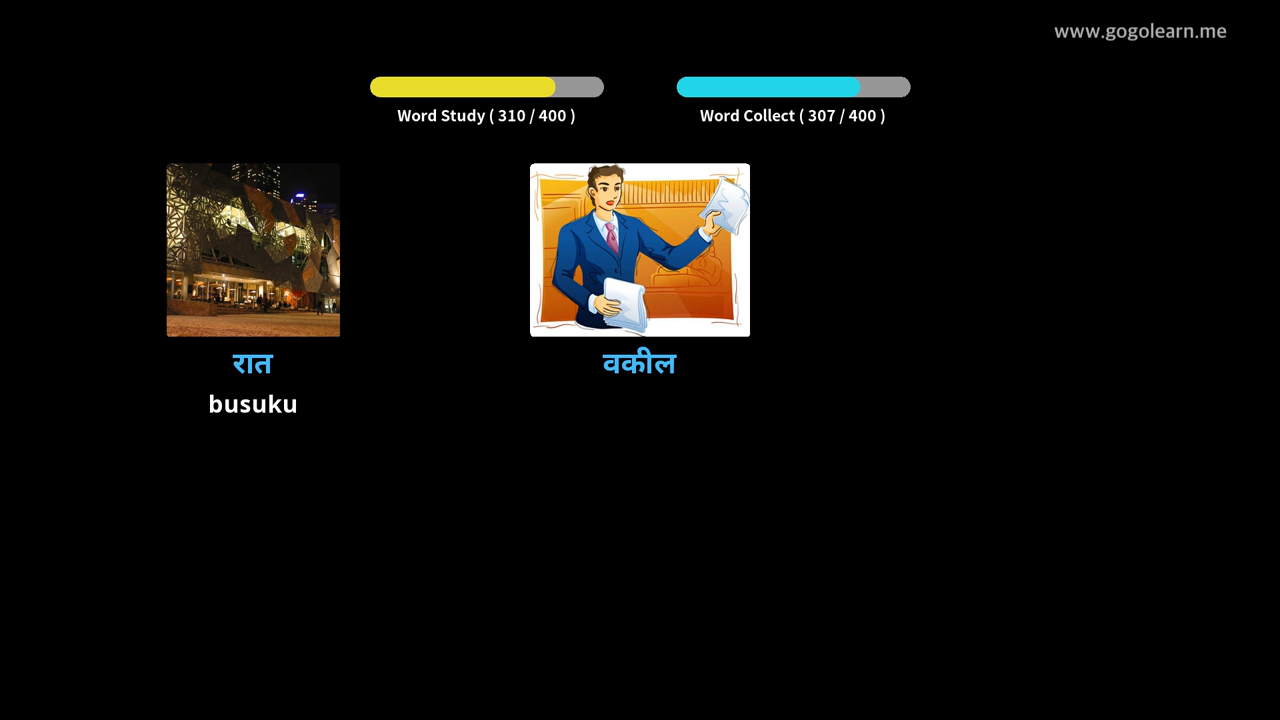 www.gogolearn.me
Word Study ( 310 / 400 )
Word Collect ( 307 / 400 )
रात
busuku
वकील